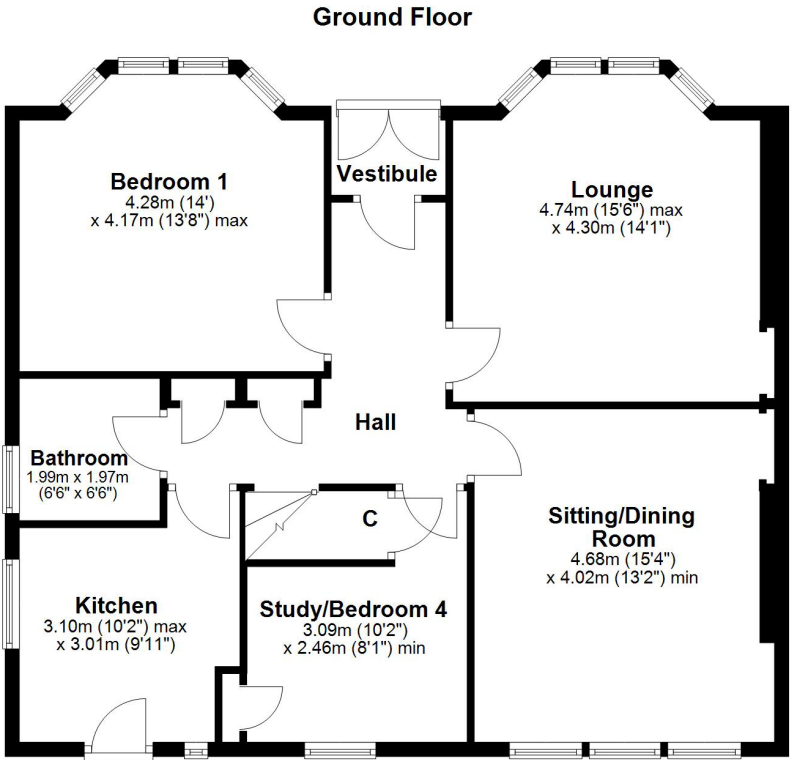 Ground Floor
Bedroom 1
4.28m (14')
x 4.17m (13'8") max
Vestibule
Lounge
4.74m (15'6") max
x 4.30m (14'1")
Hall
Bathroom
1.99m x 1.97m
(6'6" x 6'6")
C
Sitting/Dining
Room
4.68m (15'4")
x 4.02m (13'2") min
Kitchen
3.10m (10'2") max
x 3.01m (9'11")
Study/Bedroom 4
3.09m (10'2")
x 2.46m (8'1") min